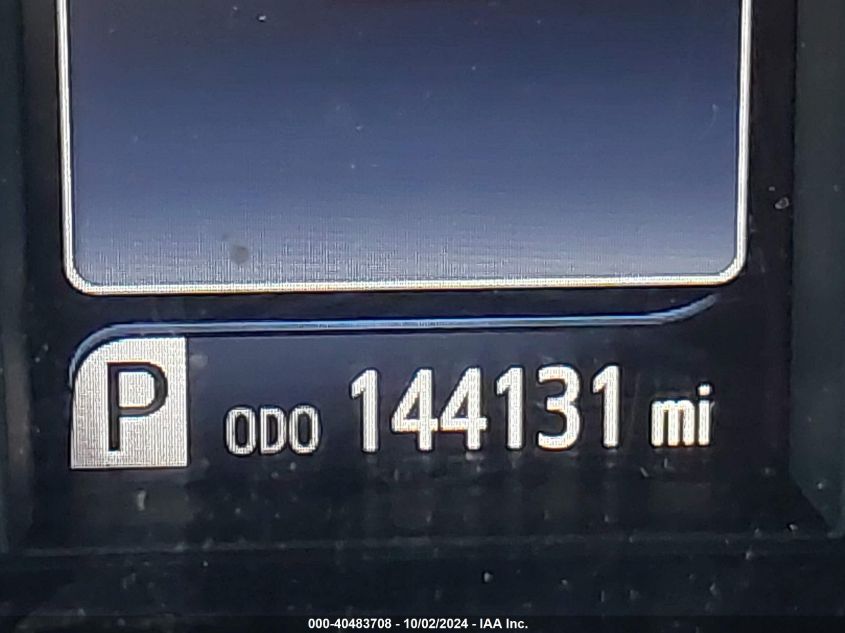 P ODO 144131 mi
000-40483708 - 10/02/2024 - IAA Inc.